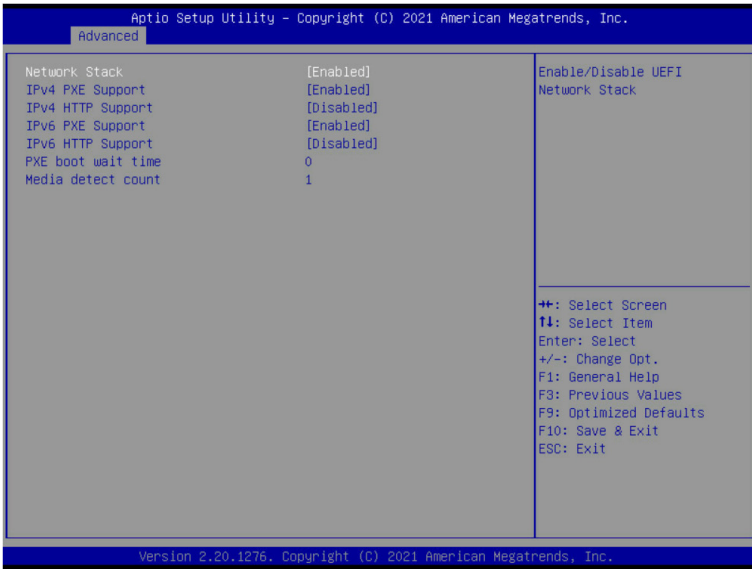 Aptio Setup Utility – Copyright (C) 2021 American Megatrends, Inc.
Advanced
Network Stack [Enabled]
IPv4 PXE Support [Enabled]
IPv4 HTTP Support [Disabled]
IPv6 PXE Support [Enabled]
IPv6 HTTP Support [Disabled]
PXE boot wait time 0
Media detect count 1
Enable/Disable UEFI
Network Stack
→←: Select Screen
↑↓: Select Item
Enter: Select
+/-: Change Opt.
F1: General Help
F3: Previous Values
F9: Optimized Defaults
F10: Save & Exit
ESC: Exit
Version 2.20.1276. Copyright (C) 2021 American Megatrends, Inc.